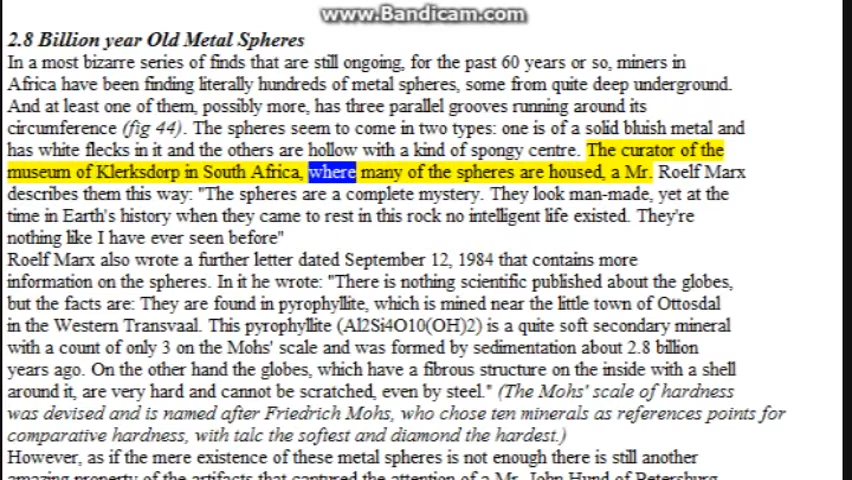 www.Bandicam.com
2.8 Billion year Old Metal Spheres
In a most bizarre series of finds that are still ongoing, for the past 60 years or so, miners in
Africa have been finding literally hundreds of metal spheres, some from quite deep underground.
And at least one of them, possibly more, has three parallel grooves running around its
circumference (fig 44). The spheres seem to come in two types: one is of a solid bluish metal and
has white flecks in it and the others are hollow with a kind of spongy centre. The curator of the
museum of Klerksdorp in South Africa, where many of the spheres are housed, a Mr. Roelf Marx
describes them this way: "The spheres are a complete mystery. They look man-made, yet at the
time in Earth's history when they came to rest in this rock no intelligent life existed. They're
nothing like I have ever seen before"
Roelf Marx also wrote a further letter dated September 12, 1984 that contains more
information on the spheres. In it he wrote: "There is nothing scientific published about the globes,
but the facts are: They are found in pyrophyllite, which is mined near the little town of Ottosdal
in the Western Transvaal. This pyrophyllite (Al2Si4O10(OH)2) is a quite soft secondary mineral
with a count of only 3 on the Mohs' scale and was formed by sedimentation about 2.8 billion
years ago. On the other hand the globes, which have a fibrous structure on the inside with a shell
around it, are very hard and cannot be scratched, even by steel." (The Mohs' scale of hardness
was devised and is named after Friedrich Mohs, who chose ten minerals as references points for
comparative hardness, with talc the softest and diamond the hardest.)
However, as if the mere existence of these metal spheres is not enough there is still another
amazing property of the artifacts that captured the attention of a Mr. John Hund of Petersburg